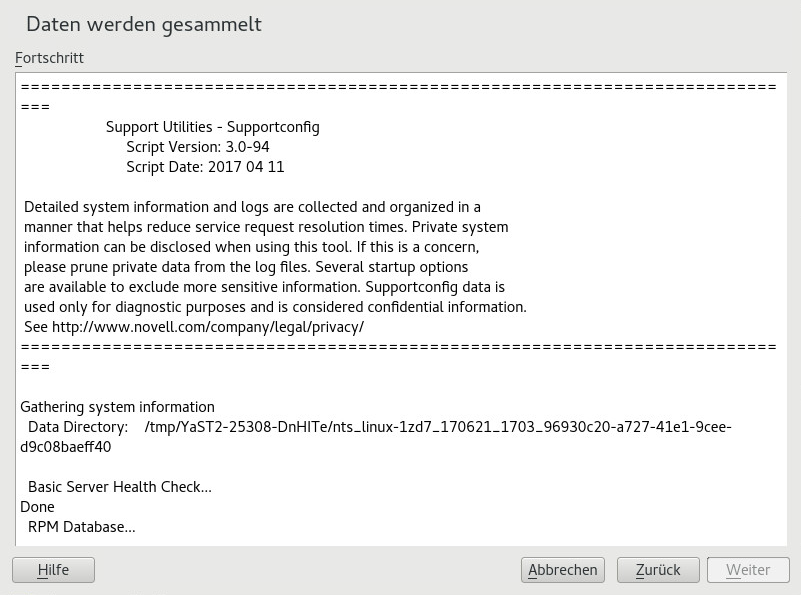 Daten werden gesammelt
Fortschritt
==========================================================================
===
Support Utilities - Supportconfig
Script Version: 3.0-94
Script Date: 2017 04 11
Detailed system information and logs are collected and organized in a
manner that helps reduce service request resolution times. Private system
information can be disclosed when using this tool. If this is a concern,
please prune private data from the log files. Several startup options
are available to exclude more sensitive information. Supportconfig data is
used only for diagnostic purposes and is considered confidential information.
See http://www.novell.com/company/legal/privacy/
==========================================================================
===
Gathering system information
Data Directory: /tmp/YaST2-25308-DnHITe/nts_linux-1zd7_170621_1703_96930c20-a727-41e1-9cee-
d9c08baeff40
Basic Server Health Check...
Done
RPM Database...
Hilfe
Abbrechen
Zurück
Weiter